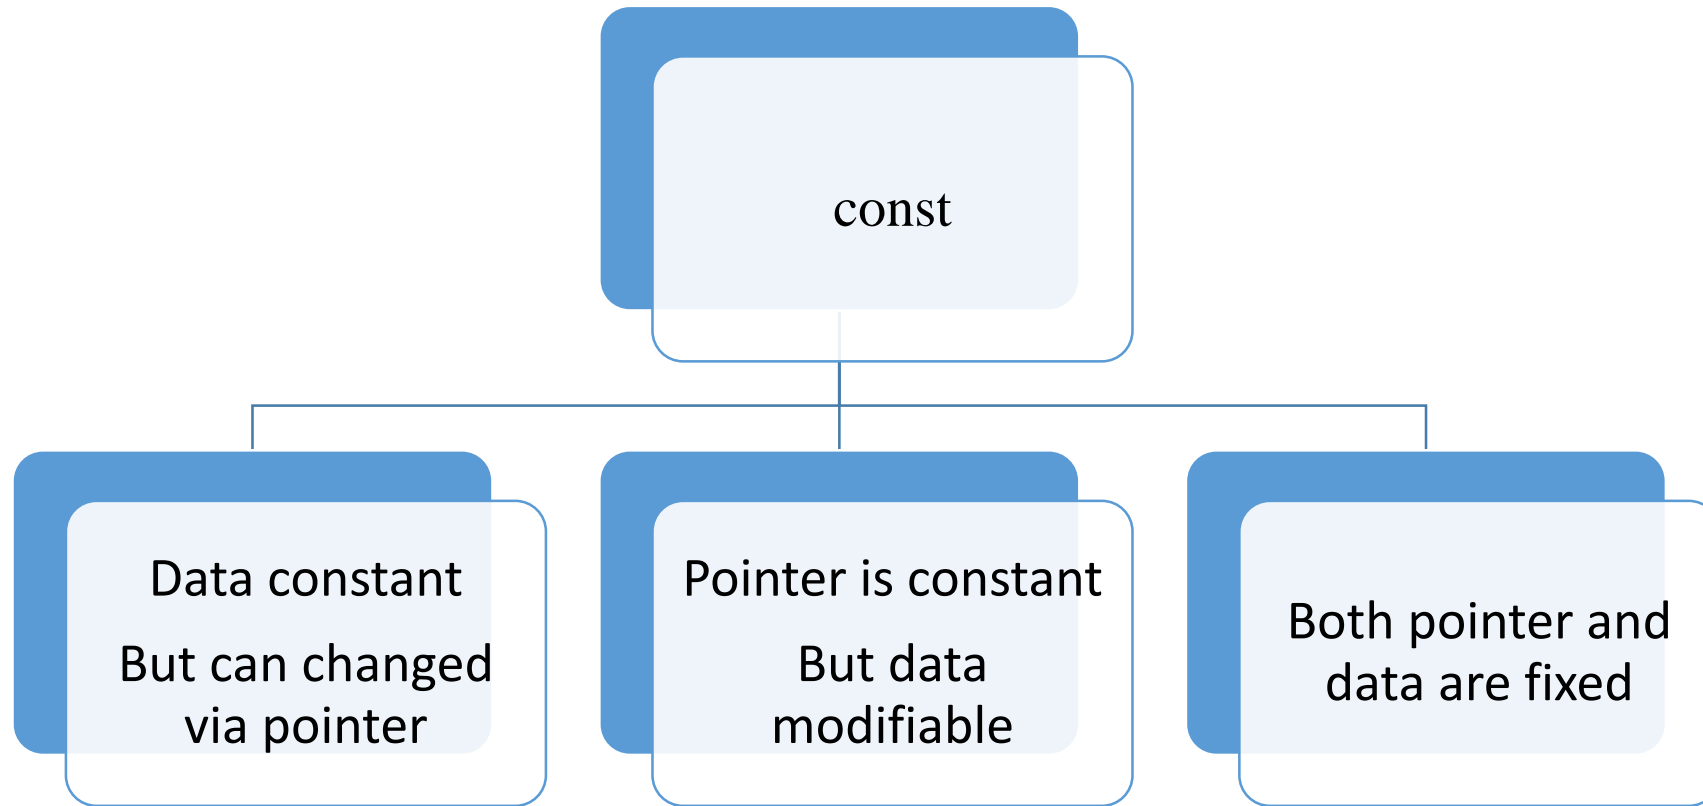 const
Data constant
But can changed
via pointer
Pointer is constant
But data
modifiable
Both pointer and
data are fixed